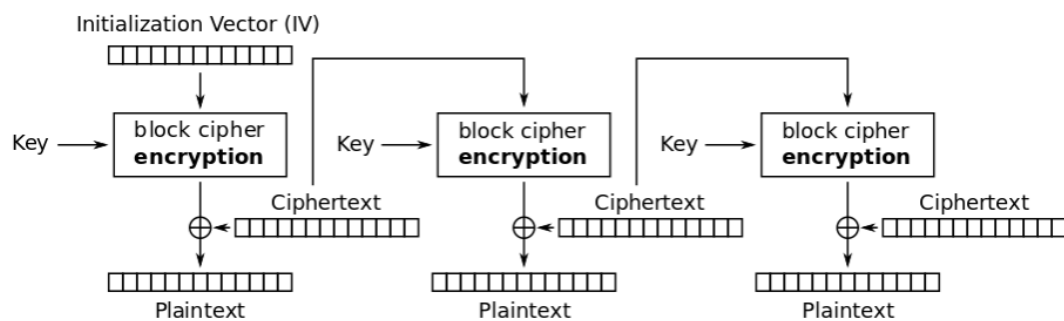 Initialization Vector (IV)
Key
block cipher
encryption
Ciphertext
Plaintext
Key
block cipher
encryption
Ciphertext
Plaintext
Key
block cipher
encryption
Ciphertext
Plaintext